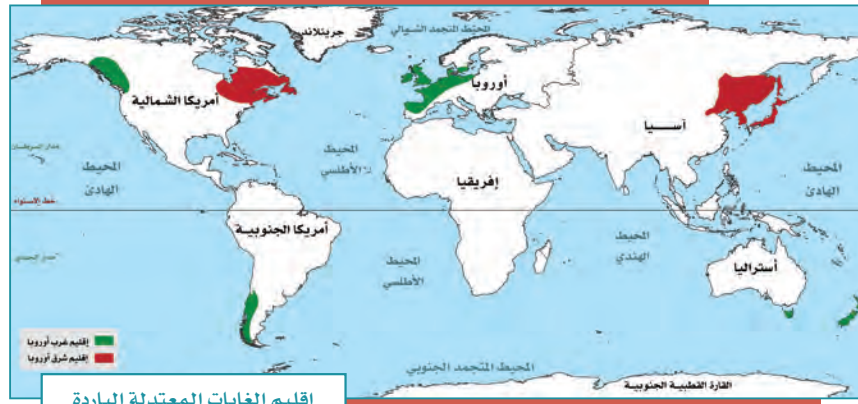 المحيط المتجمد الشمالي
جرينلاند
أوروبا
أمريكا الشمالية
آسيا
المحيط
الهادئ
المحيط
الأطلسي
إفريقيا
المحيط
الهادئ
خط الاستواء
أمريكا الجنوبية
المحيط
الهندي
المحيط
الأطلسي
أستراليا
إقليم غرب أوروبا
إقليم شرق أوروبا
المحيط المتجمد الجنوبي
القارة القطبية الجنوبية
إقليم الغابات المعتدلة الباردة